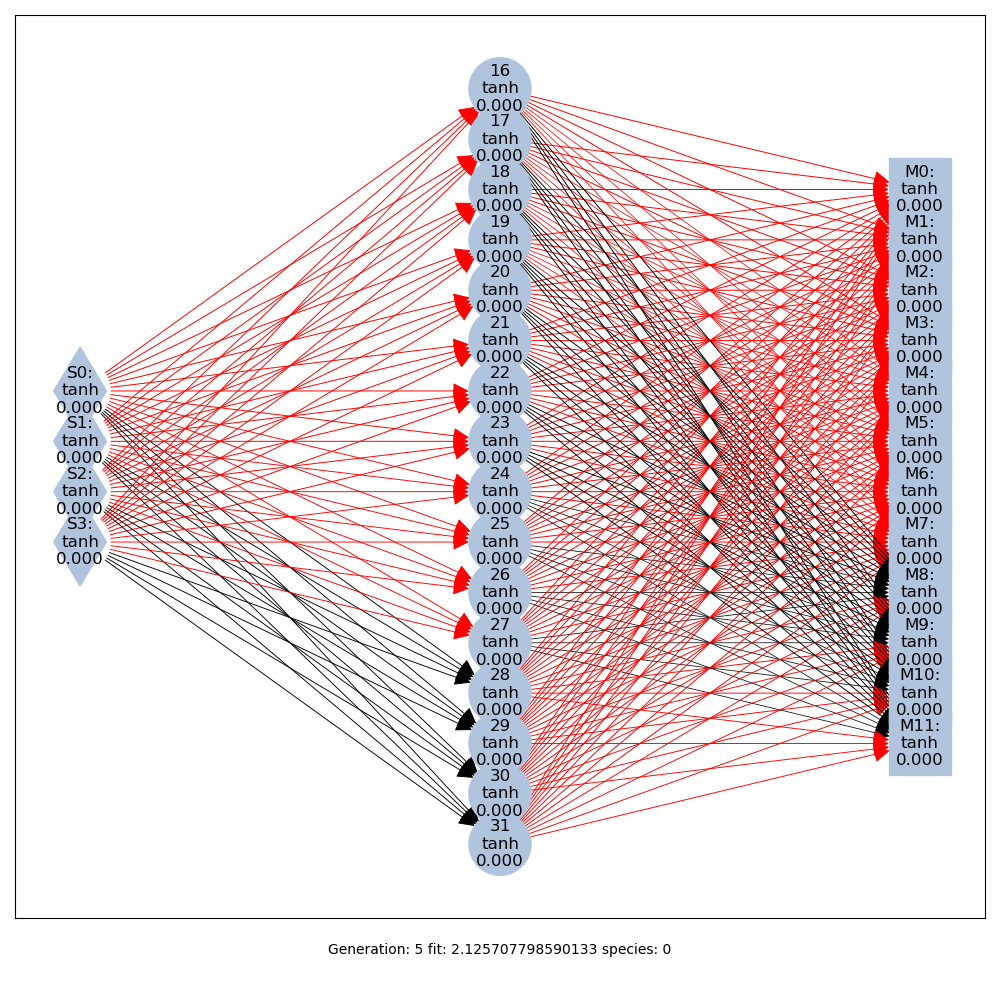 S0:
tanh
0.000
S1:
tanh
0.000
S2:
tanh
0.000
S3:
tanh
0.000
16
tanh
0.000
17
tanh
0.000
18
tanh
0.000
19
tanh
0.000
20
tanh
0.000
21
tanh
0.000
22
tanh
0.000
23
tanh
0.000
24
tanh
0.000
25
tanh
0.000
26
tanh
0.000
27
tanh
0.000
28
tanh
0.000
29
tanh
0.000
30
tanh
0.000
31
tanh
0.000
M0:
tanh
0.000
M1:
tanh
0.000
M2:
tanh
0.000
M3:
tanh
0.000
M4:
tanh
0.000
M5:
tanh
0.000
M6:
tanh
0.000
M7:
tanh
0.000
M8:
tanh
0.000
M9:
tanh
0.000
M10:
tanh
0.000
M11:
tanh
0.000
Generation: 5 fit: 2.125707798590133 species: 0